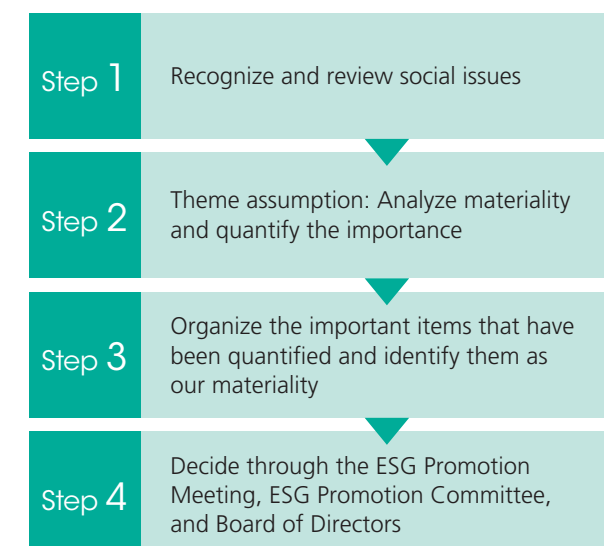 Step 1
Recognize and review social issues
Step 2
Theme assumption: Analyze materiality
and quantify the importance
Step 3
Organize the important items that have
been quantified and identify them as
our materiality
Step 4
Decide through the ESG Promotion
Meeting, ESG Promotion Committee,
and Board of Directors